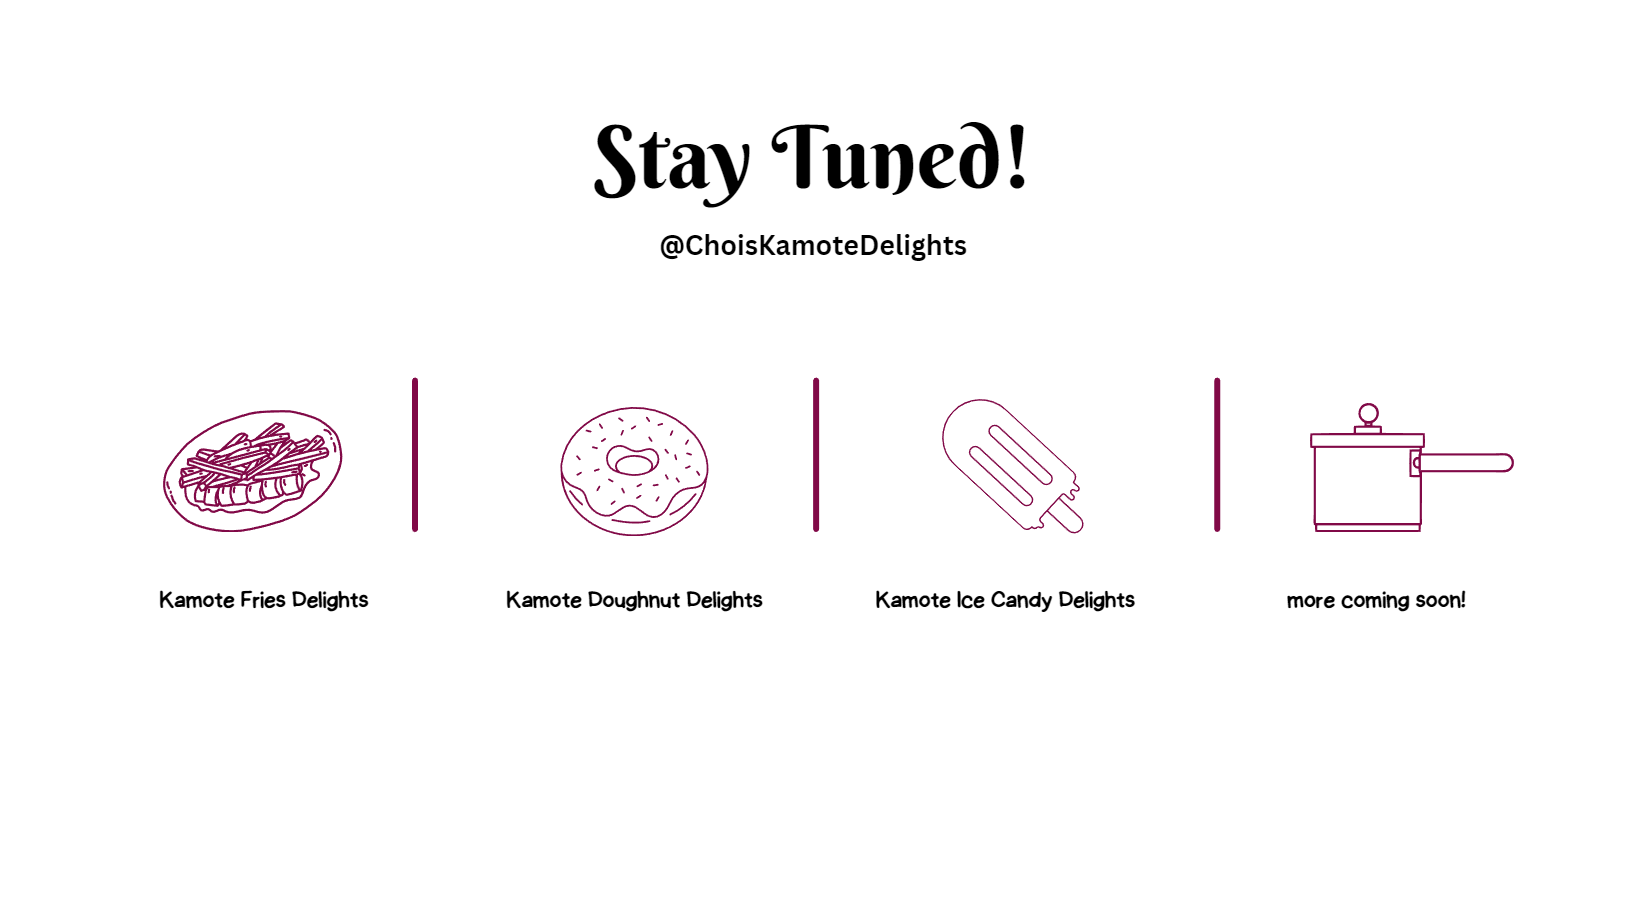 Stay Tuned!
@ChoisKamoteDelights
Kamote Fries Delights
Kamote Doughnut Delights
Kamote Ice Candy Delights
more coming soon!